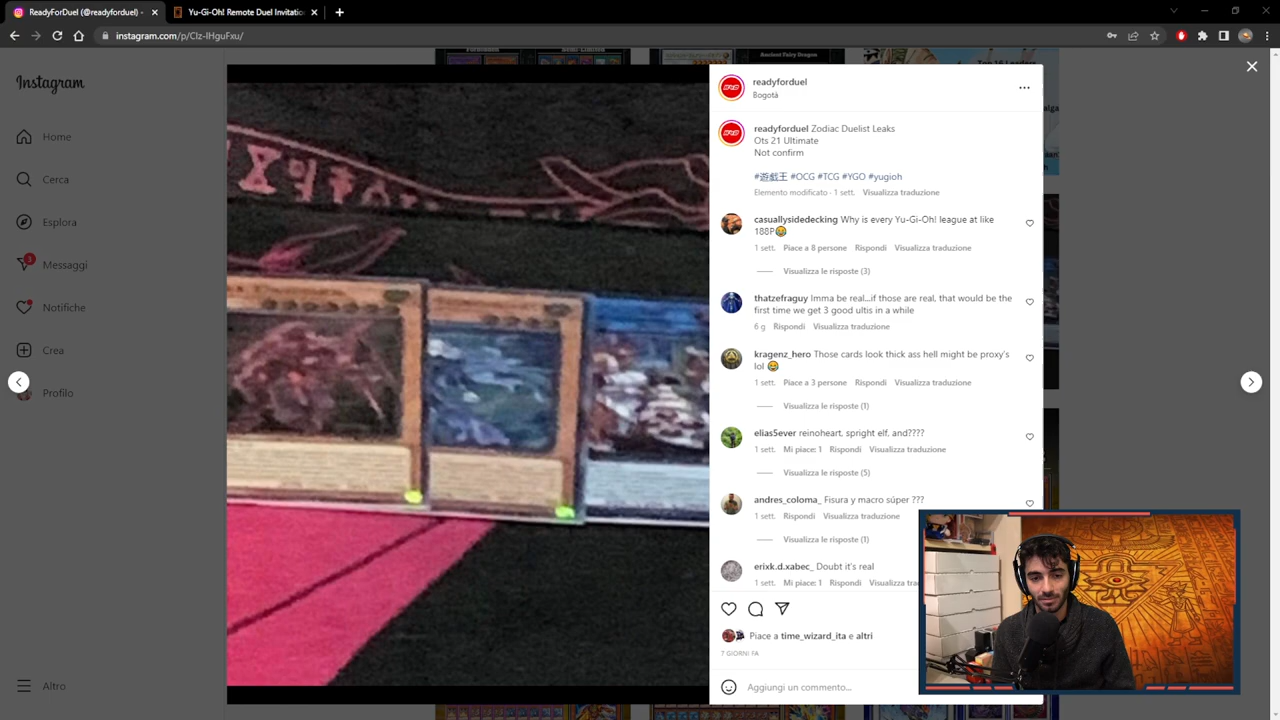 ReadyForDuel (@readyforduel) -
Yu-Gi-Oh! Remote Duel Invitatio
instagram.com/p/Clz-IHguFxu/
Instagram
Home
Cerca
Esplora
3
Messaggi
Notifiche
Crea
Profilo
Altro
Ancient Fairy Dragon
readyforduel
Bogotà
readyforduel Zodiac Duelist Leaks
Ots 21 Ultimate
Not confirm
#遊戯王 #OCG #TCG #YGO #yugioh
Elemento modificato · 1 sett. Visualizza traduzione
casuallysidedecking Why is every Yu-Gi-Oh! league at like
188P😂
1 sett. Piace a 8 persone Rispondi Visualizza traduzione
Visualizza le risposte (3)
thatzefraguy Imma be real...if those are real, that would be the
first time we get 3 good ultis in a while
6 g Rispondi Visualizza traduzione
kragenz_hero Those cards look thick ass hell might be proxy's
lol 😂
1 sett. Piace a 3 persone Rispondi Visualizza traduzione
Visualizza le risposte (1)
elias5ever reinoheart, spright elf, and????
1 sett. Mi piace: 1 Rispondi Visualizza traduzione
Visualizza le risposte (5)
andres_coloma_ Fisura y macro súper ???
1 sett. Rispondi Visualizza traduzione
Visualizza le risposte (1)
erixk.d.xabec_ Doubt it's real
1 sett. Mi piace: 1 Rispondi Visualizza tra
Piace a time_wizard_ita e altri
7 GIORNI FA
Aggiungi un commento...